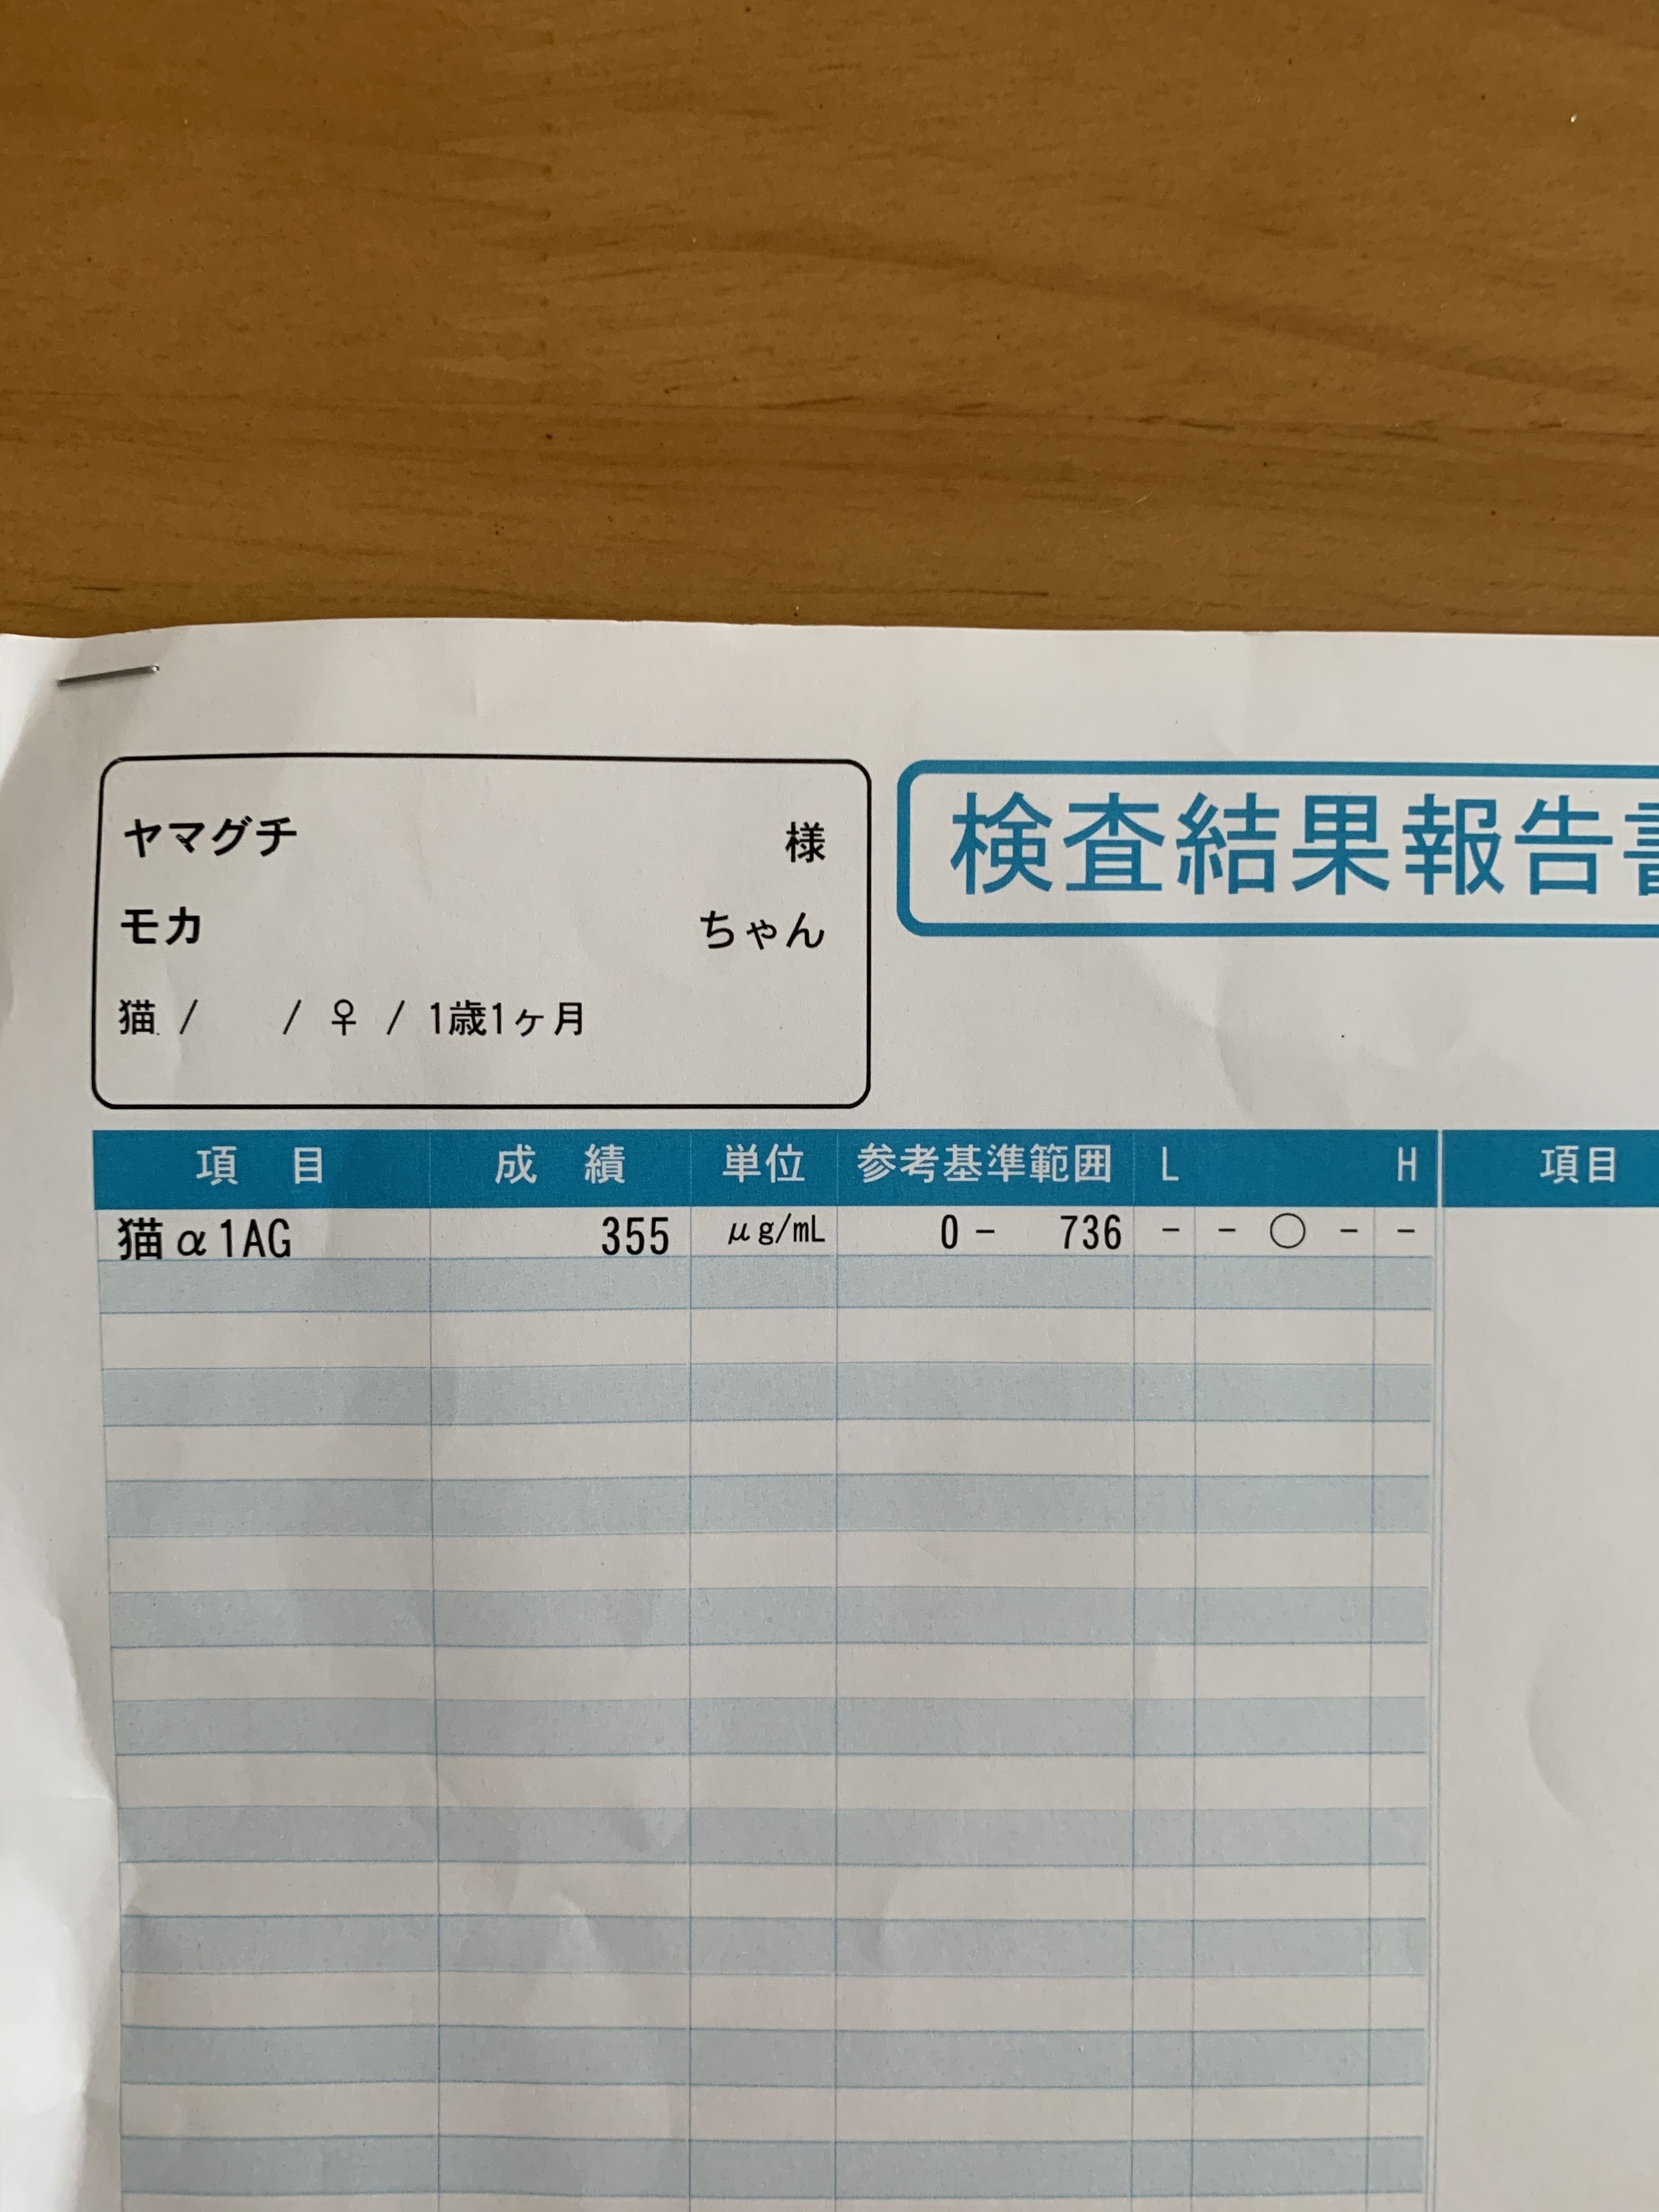 ヤマグチ 様
モカ ちゃん
猫 / / ♀ / 1歳1ヶ月
検査結果報告書
項目 成績 単位 参考基準範囲 L H 項目
猫α1AG 355 μg/mL 0 - 736 - - ○ - -